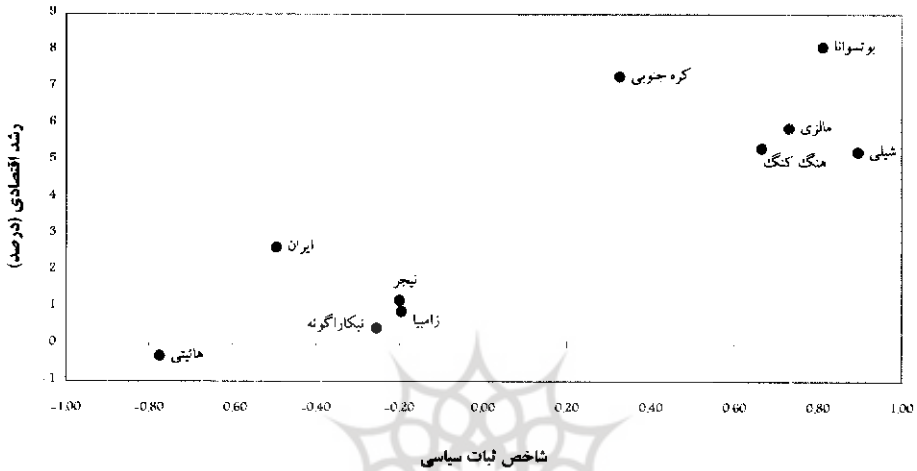 9
8
بوتسوانا
کره جنوبی
7
6
مالزی
هنگ کنگ
شیلی
5
4
رشد اقتصادی (درصد)
3
ایران
2
نیجر
1
زامبیا
نیکاراگوئه
0
هائیتی
-1
-1.00 -0.80 -0.60 -0.40 -0.20 0.00 0.20 0.40 0.60 0.80 1.00
شاخص ثبات سیاسی